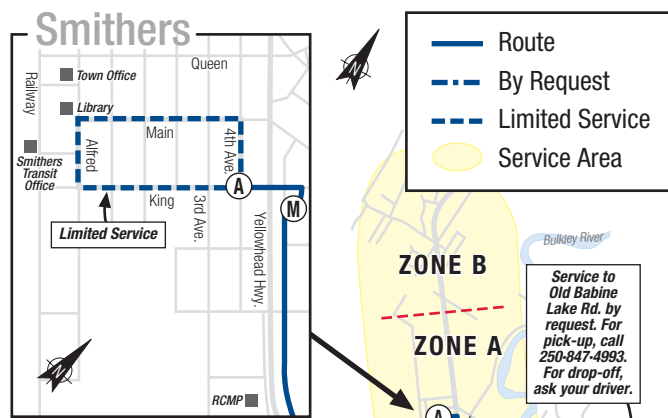 Smithers
Queen
Town Office
Railway
Library
Main
Alfred
4th Ave.
Smithers
Transit
Office
A
King
3rd Ave.
M
Limited Service
Yellowhead Hwy.
N
RCMP
N
Route
By Request
Limited Service
Service Area
Bulkley River
ZONE B
ZONE A
Service to
Old Babine
Lake Rd. by
request. For
pick-up, call
250-847-4993.
For drop-off,
ask your driver.
A